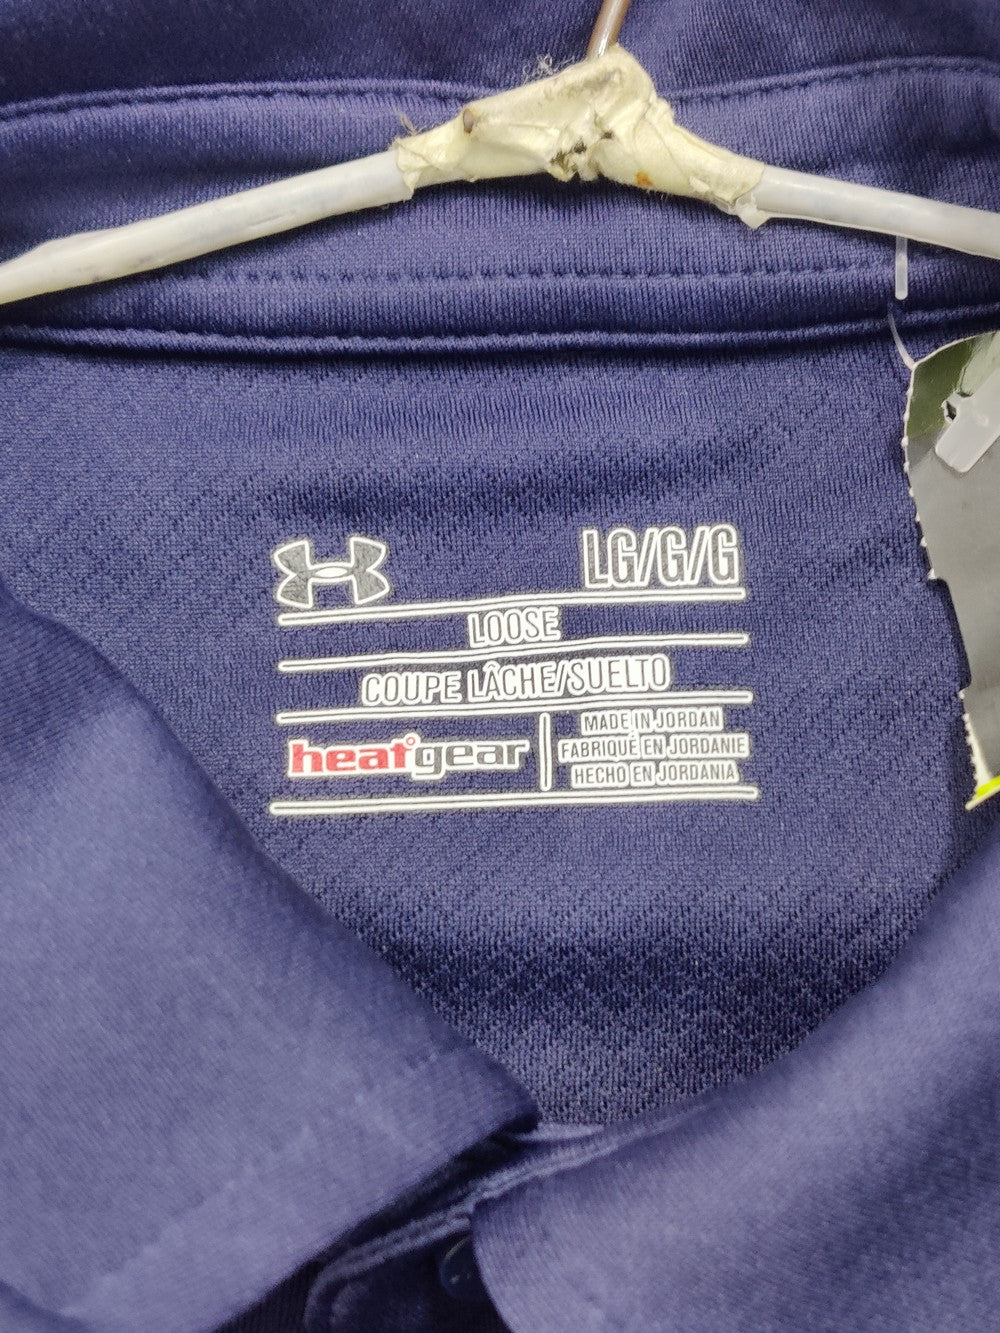 LG/G/G
LOOSE
COUPE LÂCHE/SUELTO
heatgear
MADE IN JORDAN
FABRIQUÉ EN JORDANIE
HECHO EN JORDANIA